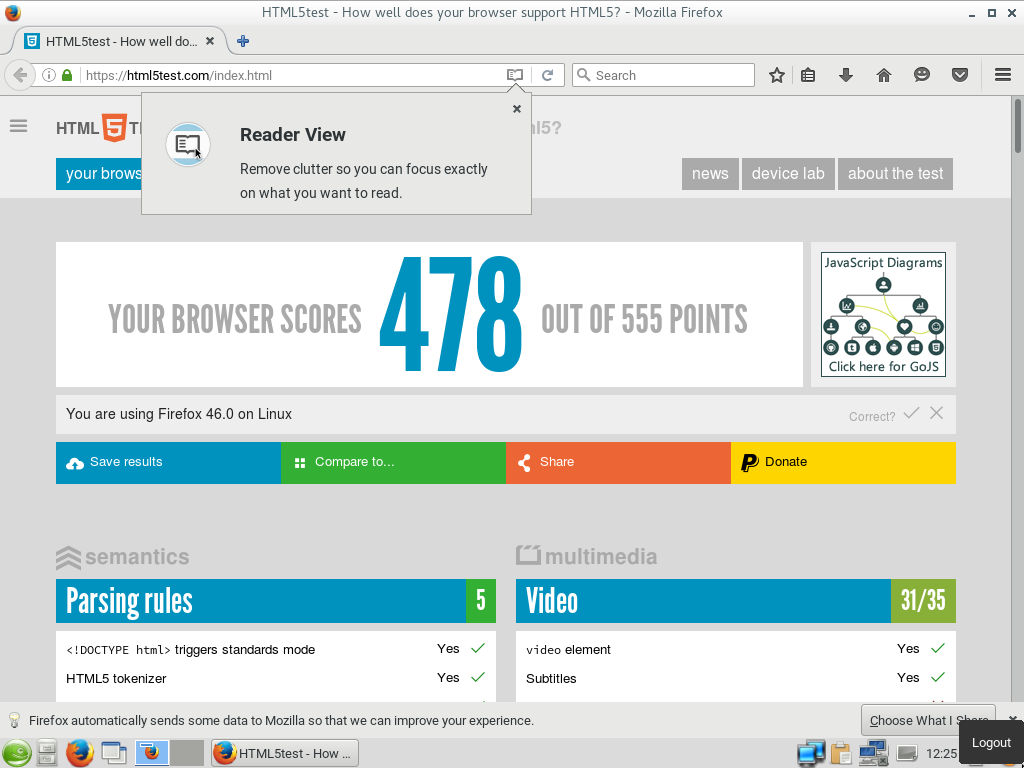 HTML5test - How well does your browser support HTML5? - Mozilla Firefox
HTML5test - How well do...
https://html5test.com/index.html
Search
HTML 5
Reader View
Remove clutter so you can focus exactly
on what you want to read.
your brows
news
device lab
about the test
YOUR BROWSER SCORES 478 OUT OF 555 POINTS
JavaScript Diagrams
Click here for GoJS
You are using Firefox 46.0 on Linux
Correct?
Save results
Compare to...
Share
Donate
semantics
multimedia
Parsing rules 5
Video 31/35
<!DOCTYPE html> triggers standards mode Yes
video element Yes
HTML5 tokenizer Yes
Subtitles Yes
Firefox automatically sends some data to Mozilla so that we can improve your experience.
Choose What I Share
HTML5test - How ...
12:25
Logout